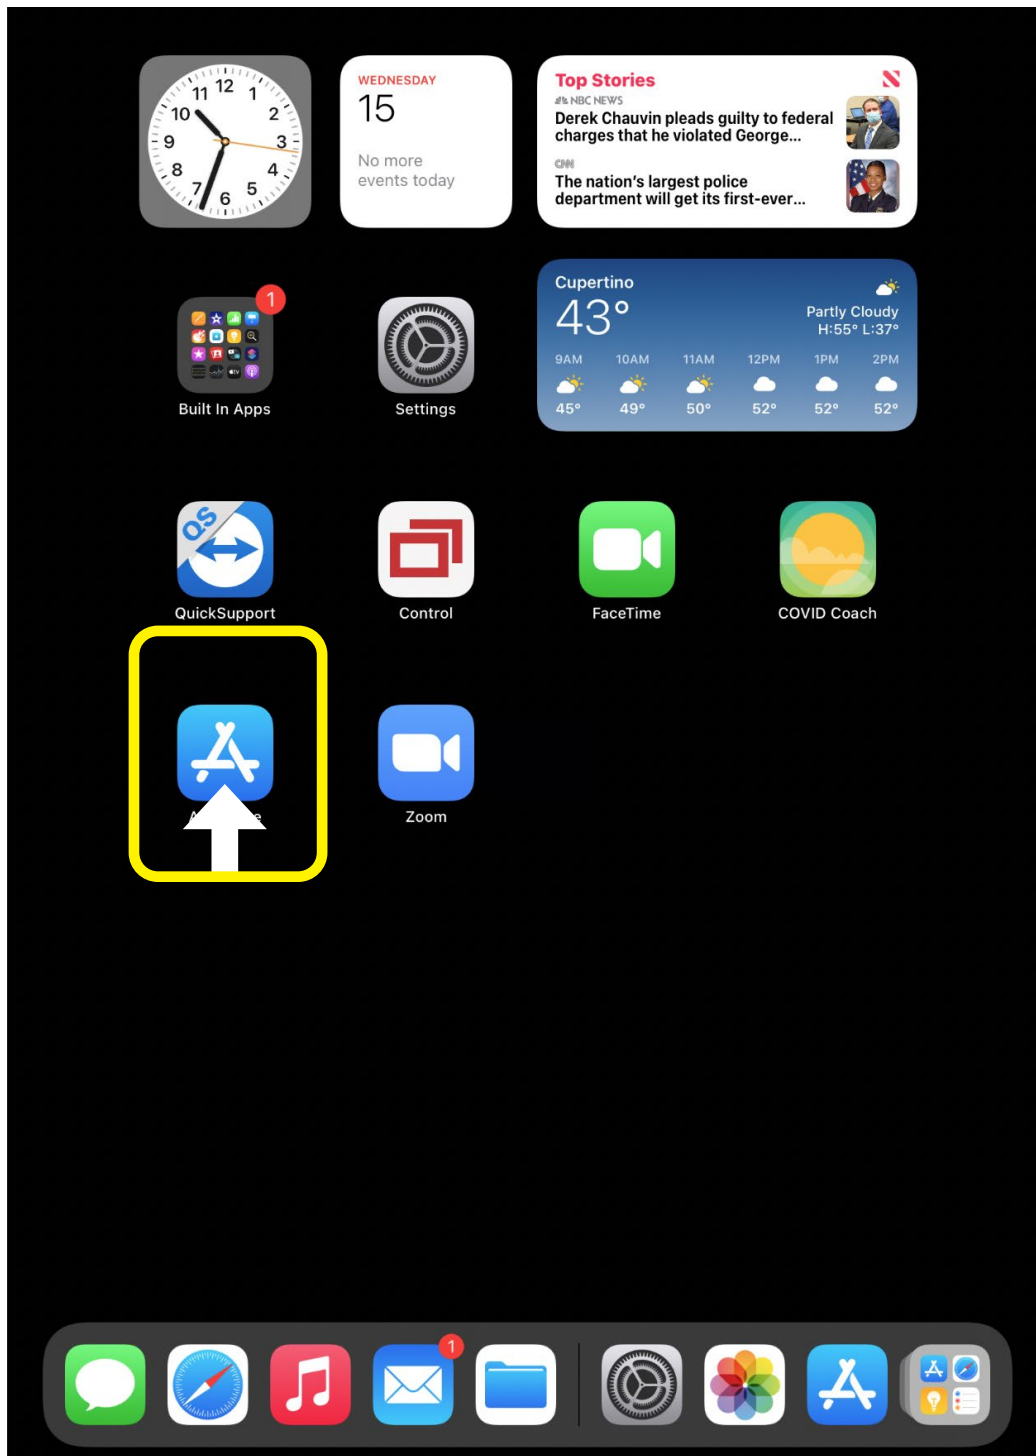 12
11
1
10
2
9
3
8
4
7
5
6
WEDNESDAY
15
No more
events today
Top Stories
NBC NEWS
Derek Chauvin pleads guilty to federal
charges that he violated George...
CNN
The nation's largest police
department will get its first-ever...
1
Built In Apps
Settings
Cupertino
43°
Partly Cloudy
H:55° L:37°
9AM 10AM 11AM 12PM 1PM 2PM
45° 49° 50° 52° 52° 52°
QS
QuickSupport
Control
FaceTime
COVID Coach
Zoom
1